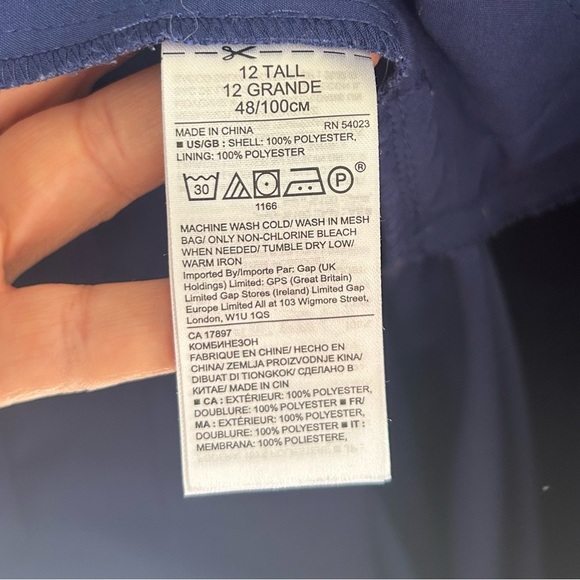 12 TALL
12 GRANDE
48/100CM
MADE IN CHINA RN 54023
■ US/GB : SHELL: 100% POLYESTER,
LINING: 100% POLYESTER
30 P ®
1166
MACHINE WASH COLD/ WASH IN MESH
BAG/ ONLY NON-CHLORINE BLEACH
WHEN NEEDED/ TUMBLE DRY LOW/
WARM IRON
Imported By/Importe Par: Gap (UK
Holdings) Limited: GPS (Great Britain)
Limited Gap Stores (Ireland) Limited Gap
Europe Limited All at 103 Wigmore Street,
London, W1U 1QS
CA 17897
КОМБИНЕЗОН
FABRIQUE EN CHINE/ HECHO EN
CHINA/ ZEMLJA PROIZVODNJE KINA/
DIBUAT DI TIONGKOK/ СДЕЛАНО В
КИТАЕ/ MADE IN CIN
■ CA : EXTÉRIEUR: 100% POLYESTER,
DOUBLURE: 100% POLYESTER ■ FR/
MA : EXTÉRIEUR: 100% POLYESTER,
DOUBLURE: 100% POLYESTER ■ IT :
MEMBRANA: 100% POLIESTERE,